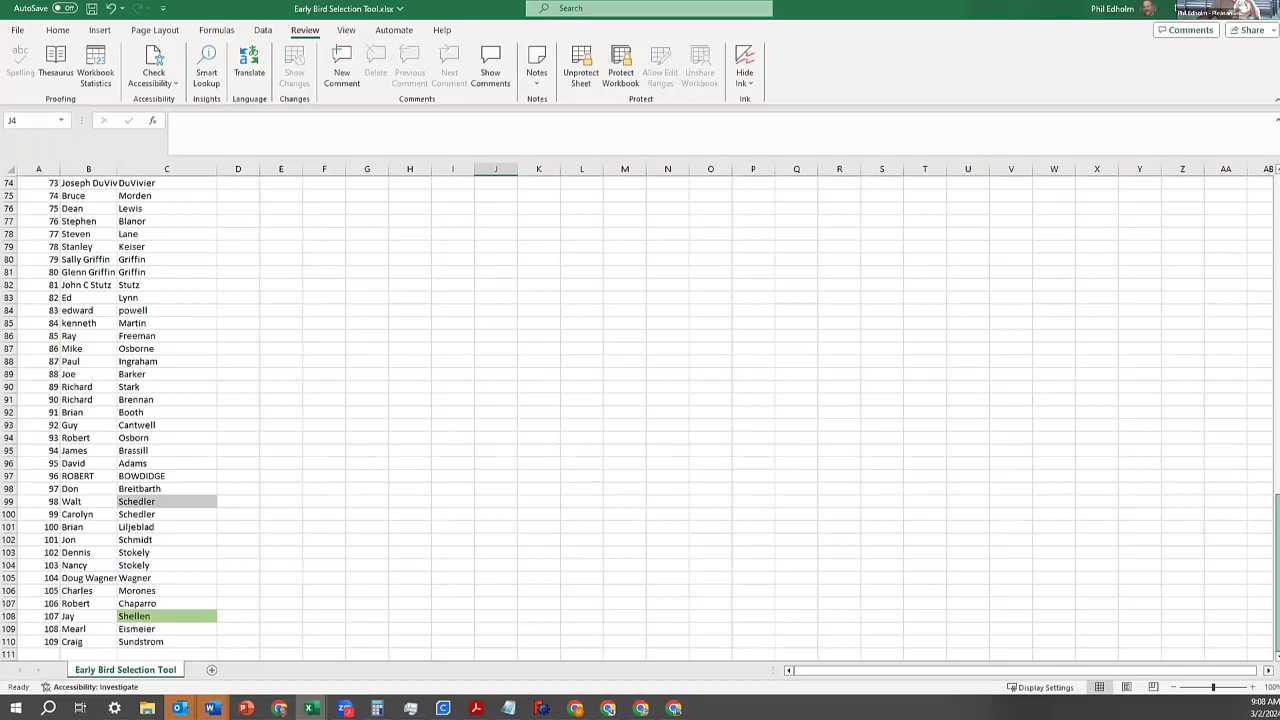 AutoSave Off Early Bird Selection Tool.xlsx Search Phil Edholm
File Home Insert Page Layout Formulas Data Review View Automate Help Comments Share
abc
Spelling Thesaurus Workbook Statistics Check Accessibility Smart Lookup Translate Show Changes New Comment Delete Previous Comment Next Comment Show Comments Notes Unprotect Sheet Protect Workbook Allow Edit Ranges Unshare Workbook Hide Ink
Proofing Accessibility Insights Language Changes Comments Notes Protect Ink
J4 fx
A B C D E F G H I J K L M N O P Q R S T U V W X Y Z AA AB
74 73 Joseph DuViv DuVivier
75 74 Bruce Morden
76 75 Dean Lewis
77 76 Stephen Blanor
78 77 Steven Lane
79 78 Stanley Keiser
80 79 Sally Griffin Griffin
81 80 Glenn Griffin Griffin
82 81 John C Stutz Stutz
83 82 Ed Lynn
84 83 edward powell
85 84 kenneth Martin
86 85 Ray Freeman
87 86 Mike Osborne
88 87 Paul Ingraham
89 88 Joe Barker
90 89 Richard Stark
91 90 Richard Brennan
92 91 Brian Booth
93 92 Guy Cantwell
94 93 Robert Osborn
95 94 James Brassill
96 95 David Adams
97 96 ROBERT BOWDIDGE
98 97 Don Breitbarth
99 98 Walt Schedler
100 99 Carolyn Schedler
101 100 Brian Liljeblad
102 101 Jon Schmidt
103 102 Dennis Stokely
104 103 Nancy Stokely
105 104 Doug Wagner Wagner
106 105 Charles Morones
107 106 Robert Chaparro
108 107 Jay Shellen
109 108 Mearl Eismeier
110 109 Craig Sundstrom
111
Early Bird Selection Tool
Ready Accessibility: Investigate Display Settings 100%
9:08 AM